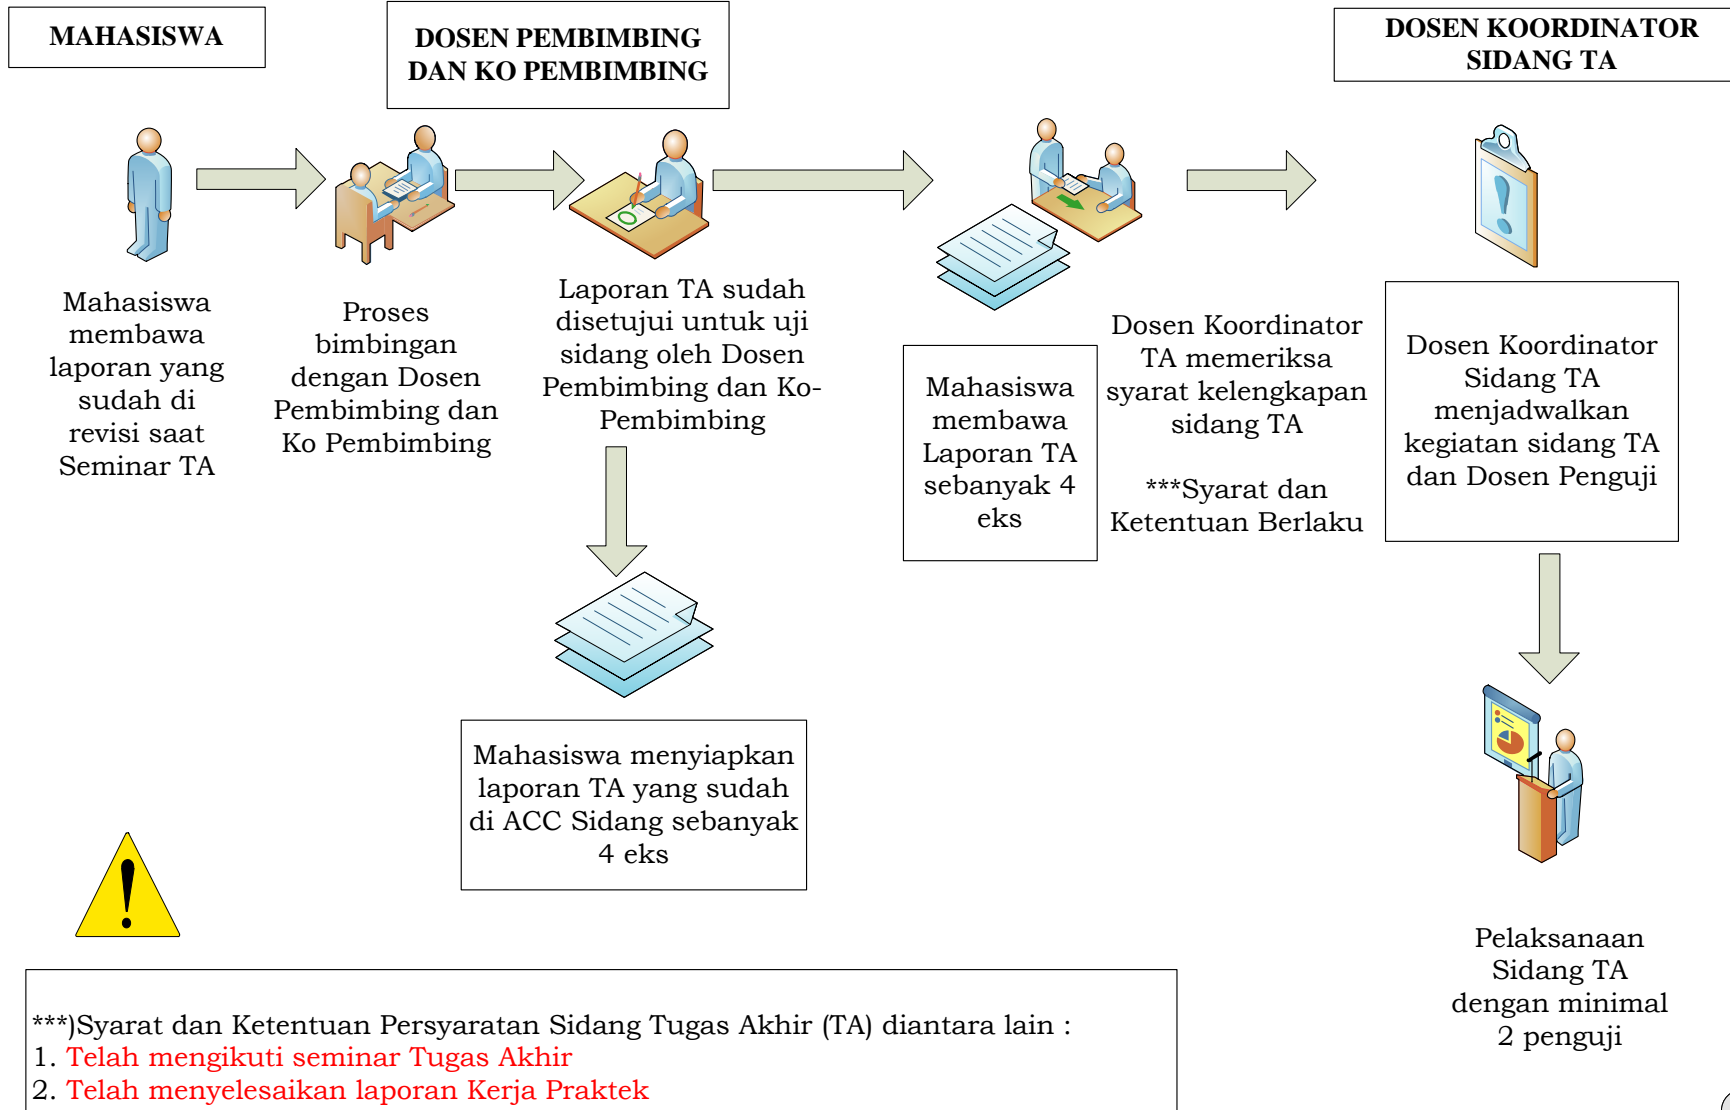 MAHASISWA
DOSEN PEMBIMBING
DAN KO PEMBIMBING
DOSEN KOORDINATOR
SIDANG TA
Mahasiswa
membawa
laporan yang
sudah di
revisi saat
Seminar TA
Proses
bimbingan
dengan Dosen
Pembimbing dan
Ko Pembimbing
Laporan TA sudah
disetujui untuk uji
sidang oleh Dosen
Pembimbing dan Ko-
Pembimbing
Mahasiswa menyiapkan
laporan TA yang sudah
di ACC Sidang sebanyak
4 eks
Mahasiswa
membawa
Laporan TA
sebanyak 4
eks
Dosen Koordinator
TA memeriksa
syarat kelengkapan
sidang TA
***Syarat dan
Ketentuan Berlaku
Dosen Koordinator
Sidang TA
menjadwalkan
kegiatan sidang TA
dan Dosen Penguji
Pelaksanaan
Sidang TA
dengan minimal
2 penguji
***)Syarat dan Ketentuan Persyaratan Sidang Tugas Akhir (TA) diantara lain :
1. Telah mengikuti seminar Tugas Akhir
2. Telah menyelesaikan laporan Kerja Praktek